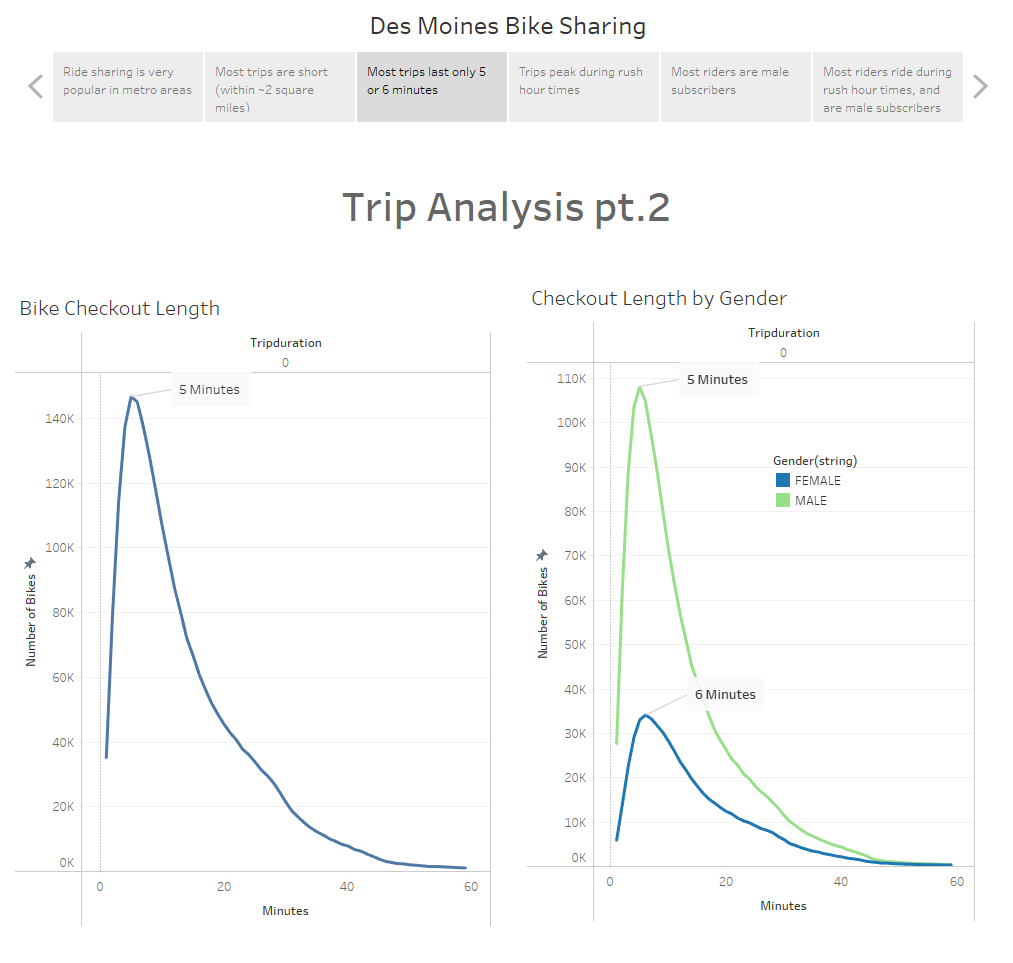 Des Moines Bike Sharing
Ride sharing is very
popular in metro areas
Most trips are short
(within ~2 square
miles)
Most trips last only 5
or 6 minutes
Trips peak during rush
hour times
Most riders are male
subscribers
Most riders ride during
rush hour times, and
are male subscribers
Trip Analysis pt.2
Bike Checkout Length
Tripduration
0
5 Minutes
140K
120K
100K
80K
60K
40K
20K
0K
Number of Bikes
0
20
40
60
Minutes
Checkout Length by Gender
Tripduration
0
5 Minutes
Gender(string)
FEMALE
MALE
6 Minutes
110K
100K
90K
80K
70K
60K
50K
40K
30K
20K
10K
0K
Number of Bikes
0
20
40
60
Minutes